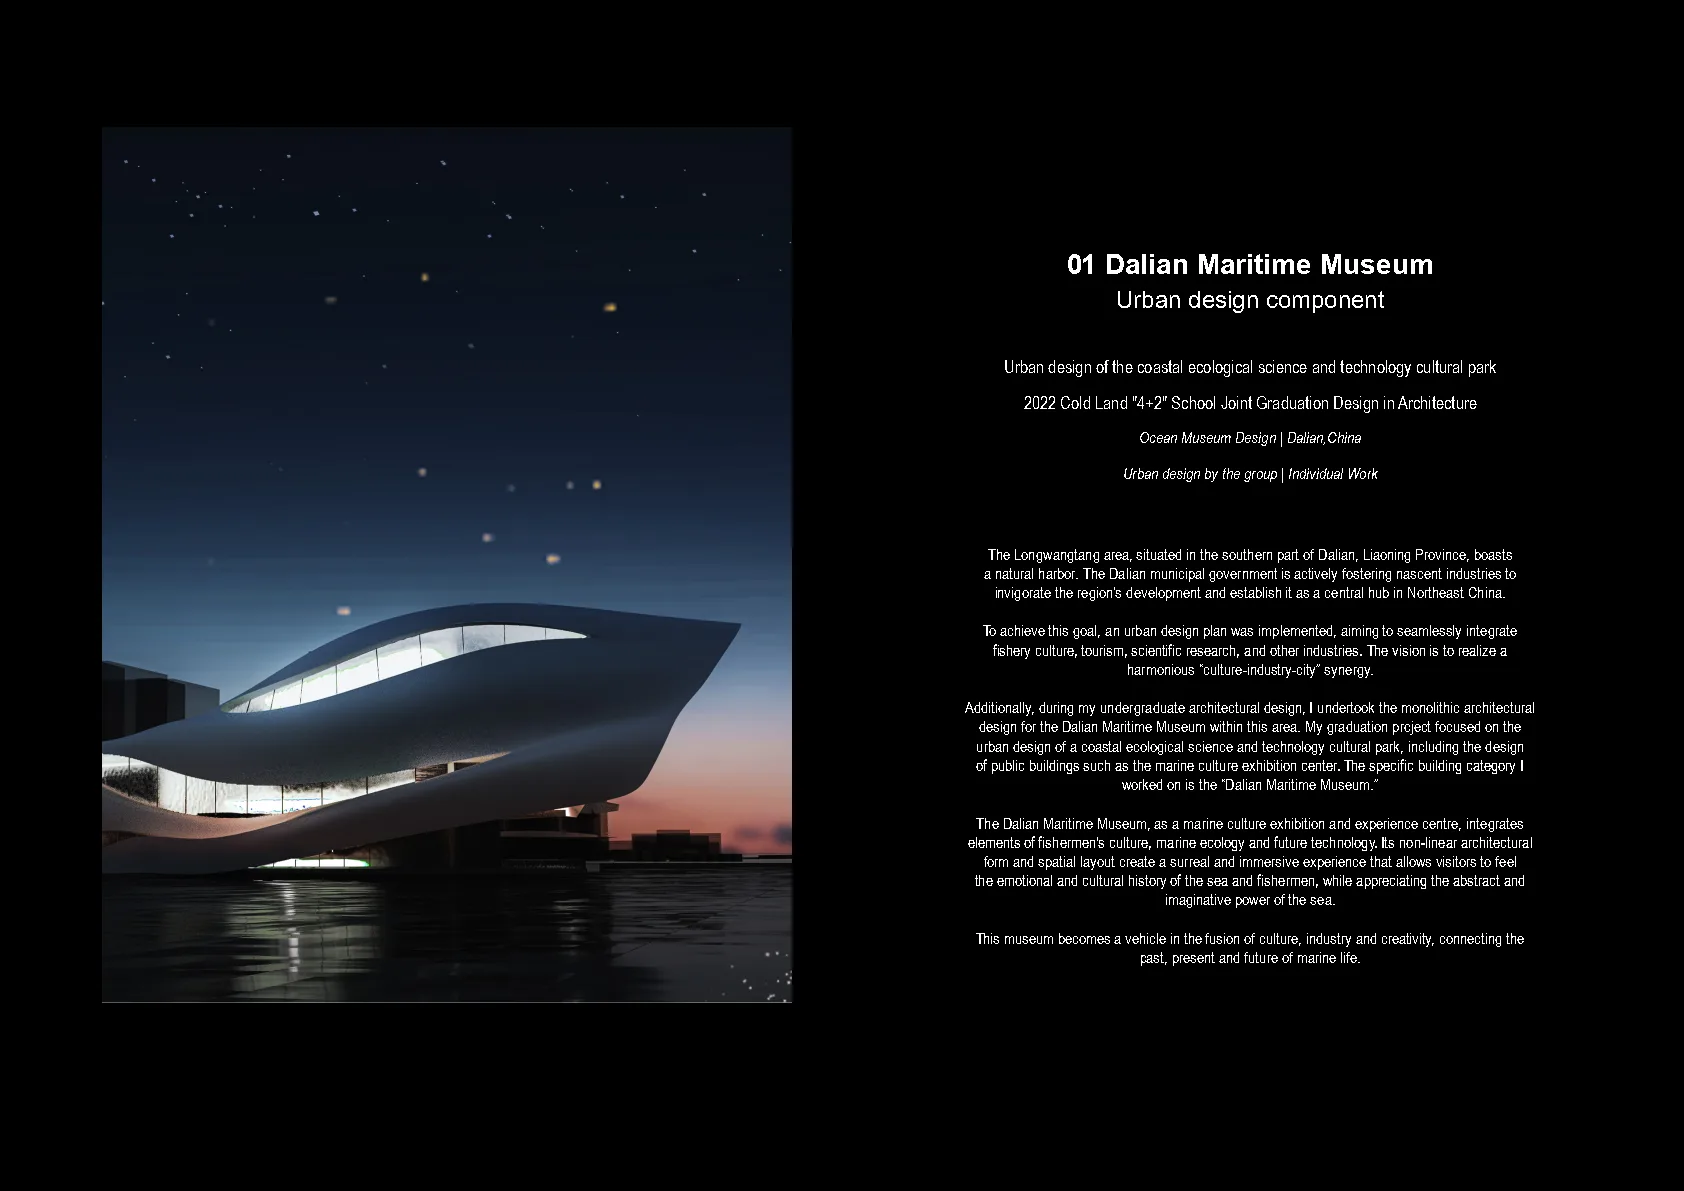 01 Dalian Maritime Museum
Urban design component
Urban design of the coastal ecological science and technology cultural park
2022 Cold Land "4+2" School Joint Graduation Design in Architecture
Ocean Museum Design | Dalian,China
Urban design by the group | Individual Work
The Longwangtang area, situated in the southern part of Dalian, Liaoning Province, boasts
a natural harbor. The Dalian municipal government is actively fostering nascent industries to
invigorate the region's development and establish it as a central hub in Northeast China.
To achieve this goal, an urban design plan was implemented, aiming to seamlessly integrate
fishery culture, tourism, scientific research, and other industries. The vision is to realize a
harmonious "culture-industry-city" synergy.
Additionally, during my undergraduate architectural design, I undertook the monolithic architectural
design for the Dalian Maritime Museum within this area. My graduation project focused on the
urban design of a coastal ecological science and technology cultural park, including the design
of public buildings such as the marine culture exhibition center. The specific building category I
worked on is the "Dalian Maritime Museum."
The Dalian Maritime Museum, as a marine culture exhibition and experience centre, integrates
elements of fishermen's culture, marine ecology and future technology. Its non-linear architectural
form and spatial layout create a surreal and immersive experience that allows visitors to feel
the emotional and cultural history of the sea and fishermen, while appreciating the abstract and
imaginative power of the sea.
This museum becomes a vehicle in the fusion of culture, industry and creativity, connecting the
past, present and future of marine life.